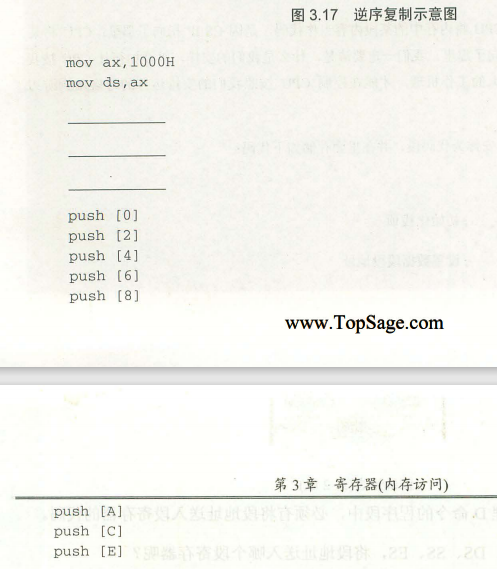 图 3.17 逆序复制示意图
mov ax,1000H
mov ds,ax
push [0]
push [2]
push [4]
push [6]
push [8]
www.TopSage.com
第 3 章 寄存器(内存访问)
push [A]
push [C]
push [E]